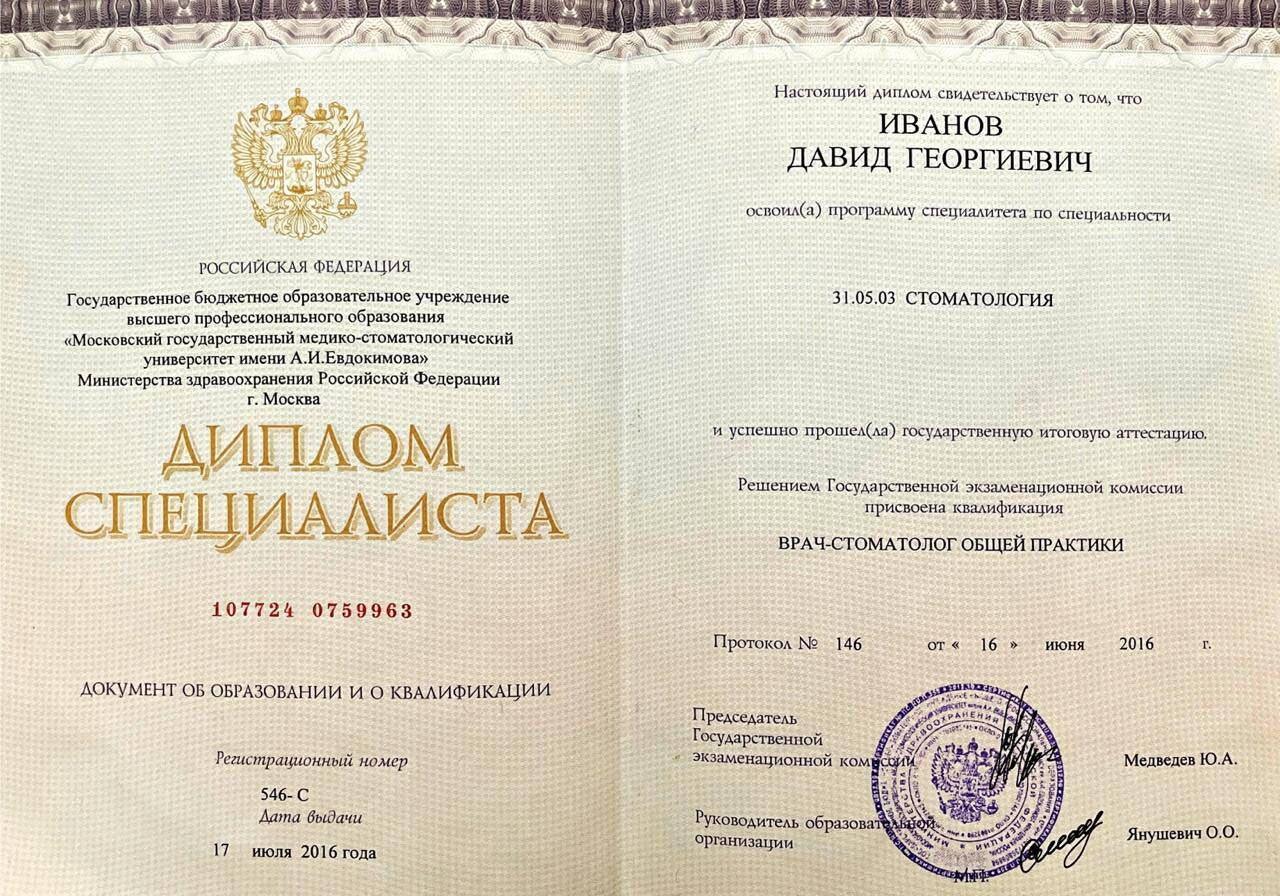 РОССИЙСКАЯ ФЕДЕРАЦИЯ
Государственное бюджетное образовательное учреждение
высшего профессионального образования
«Московский государственный медико-стоматологический
университет имени А.И.Евдокимова»
Министерства здравоохранения Российской Федерации
г. Москва
ДИПЛОМ
СПЕЦИАЛИСТА
107724 0759963
ДОКУМЕНТ ОБ ОБРАЗОВАНИИ И О КВАЛИФИКАЦИИ
Регистрационный номер
546- С
Дата выдачи
17 июля 2016 года
Настоящий диплом свидетельствует о том, что
ИВАНОВ
ДАВИД ГЕОРГИЕВИЧ
освоил(а) программу специалитета по специальности
31.05.03 СТОМАТОЛОГИЯ
и успешно прошел(ла) государственную итоговую аттестацию.
Решением Государственной экзаменационной комиссии
присвоена квалификация
ВРАЧ-СТОМАТОЛОГ ОБЩЕЙ ПРАКТИКИ
Протокол № 146 от « 16 » июня 2016 г.
Председатель
Государственной
экзаменационной комиссии
Медведев Ю.А.
Руководитель образовательной
организации
Янушевич О.О.
М.П.